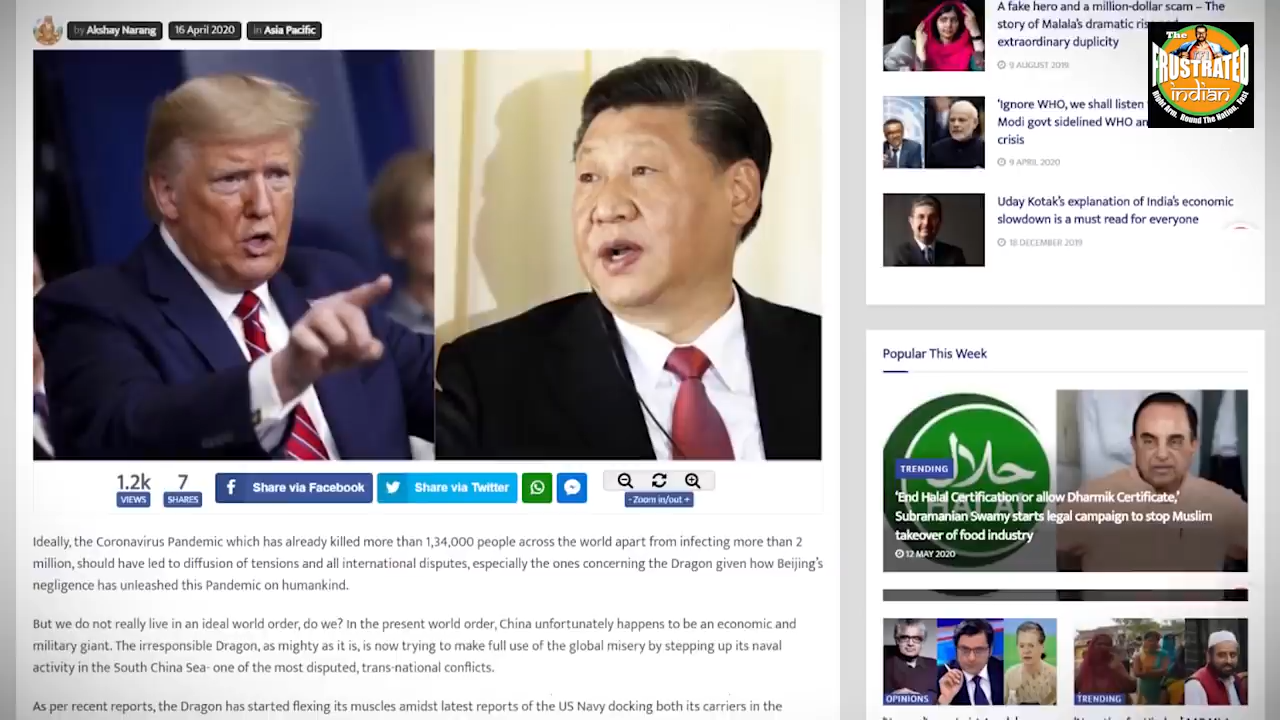 by Akshay Narang 16 April 2020 in Asia Pacific
1.2k
VIEWS
7
SHARES
Share via Facebook
Share via Twitter
- Zoom in/out +
Ideally, the Coronavirus Pandemic which has already killed more than 1,34,000 people across the world apart from infecting more than 2
million, should have led to diffusion of tensions and all international disputes, especially the ones concerning the Dragon given how Beijing's
negligence has unleashed this Pandemic on humankind.
But we do not really live in an ideal world order, do we? In the present world order, China unfortunately happens to be an economic and
military giant. The irresponsible Dragon, as mighty as it is, is now trying to make full use of the global misery by stepping up its naval
activity in the South China Sea- one of the most disputed, trans-national conflicts.
As per recent reports, the Dragon has started flexing its muscles amidst latest reports of the US Navy docking both its carriers in the
A fake hero and a million-dollar scam – The
story of Malala's dramatic
extraordinary duplicity
9 AUGUST 2019
'Ignore WHO, we shall listen
Modi govt sidelined WHO
crisis
9 APRIL 2020
Uday Kotak's explanation of India's economic
slowdown is a must read for everyone
18 DECEMBER 2019
The
FRUSTRATED
indian
Right Arm. Round The Nation. Fast
Popular This Week
حلال
HALAL
TRENDING
'End Halal Certification or allow Dharmik Certificate,'
Subramanian Swamy starts legal campaign to stop Muslim
takeover of food industry
12 MAY 2020
OPINIONS
TRENDING